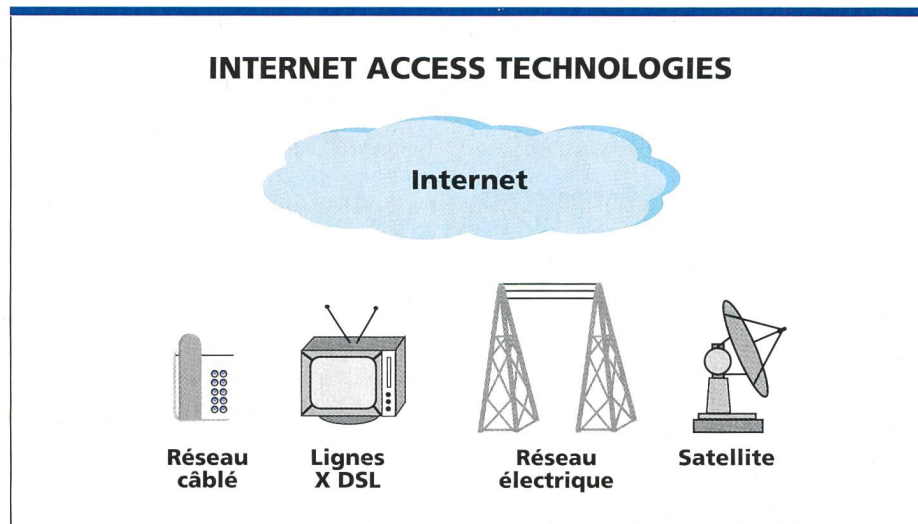 INTERNET ACCESS TECHNOLOGIES
Internet
Réseau
câblé
Lignes
X DSL
Réseau
électrique
Satellite